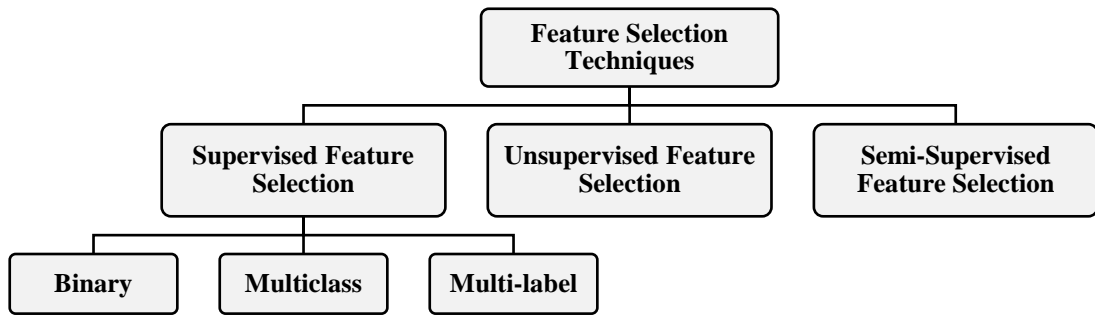 Feature Selection
Techniques
Supervised Feature
Selection
Unsupervised Feature
Selection
Semi-Supervised
Feature Selection
Binary
Multiclass
Multi-label